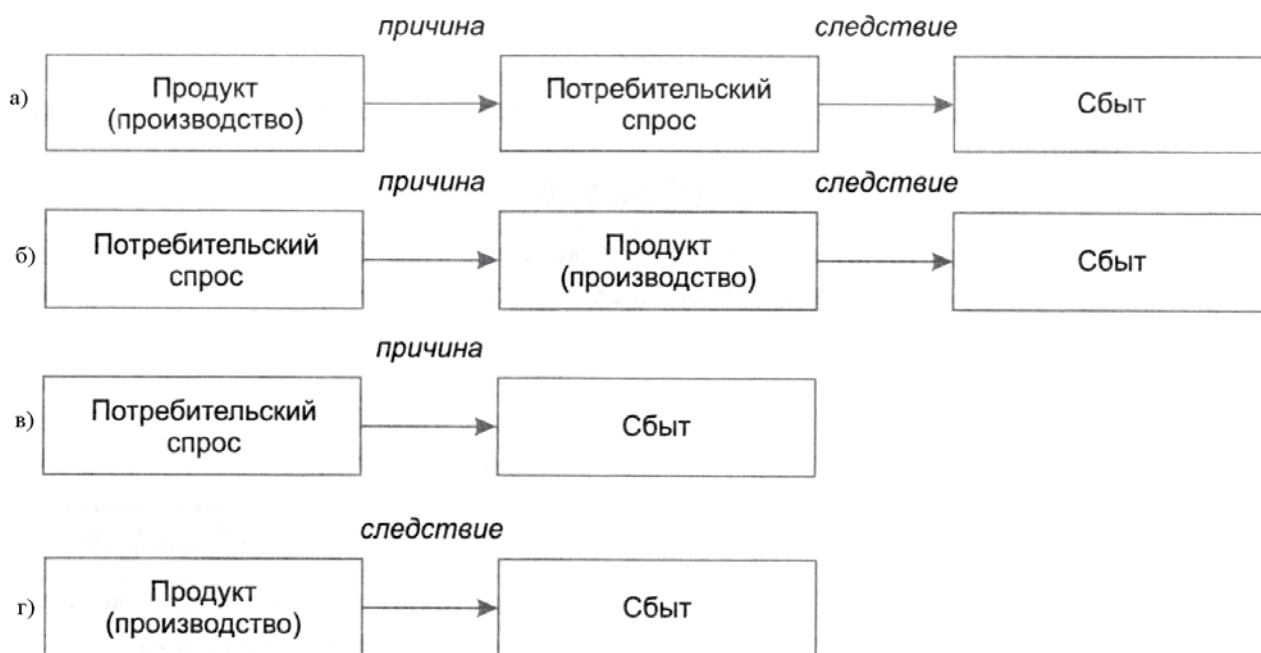 причина следствие
а) Продукт (производство) Потребительский спрос Сбыт
причина следствие
б) Потребительский спрос Продукт (производство) Сбыт
причина
в) Потребительский спрос Сбыт
следствие
г) Продукт (производство) Сбыт